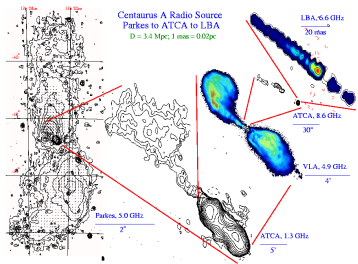 Centaurus A Radio Source
Parkes to ATCA to LBA
D = 3.4 Mpc; 1 mas = 0.02pc
LBA, 6.6 GHz
20 mas
ATCA, 8.6 GHz
30"
VLA, 4.9 GHz
4'
Parkes, 5.0 GHz
2°
ATCA, 1.3 GHz
5'